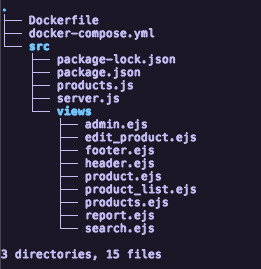 .
├── Dockerfile
├── docker-compose.yml
└── src
    ├── package-lock.json
    ├── package.json
    ├── products.js
    ├── server.js
    └── views
        ├── admin.ejs
        ├── edit_product.ejs
        ├── footer.ejs
        ├── header.ejs
        ├── product.ejs
        ├── product_list.ejs
        ├── products.ejs
        ├── report.ejs
        └── search.ejs

3 directories, 15 files